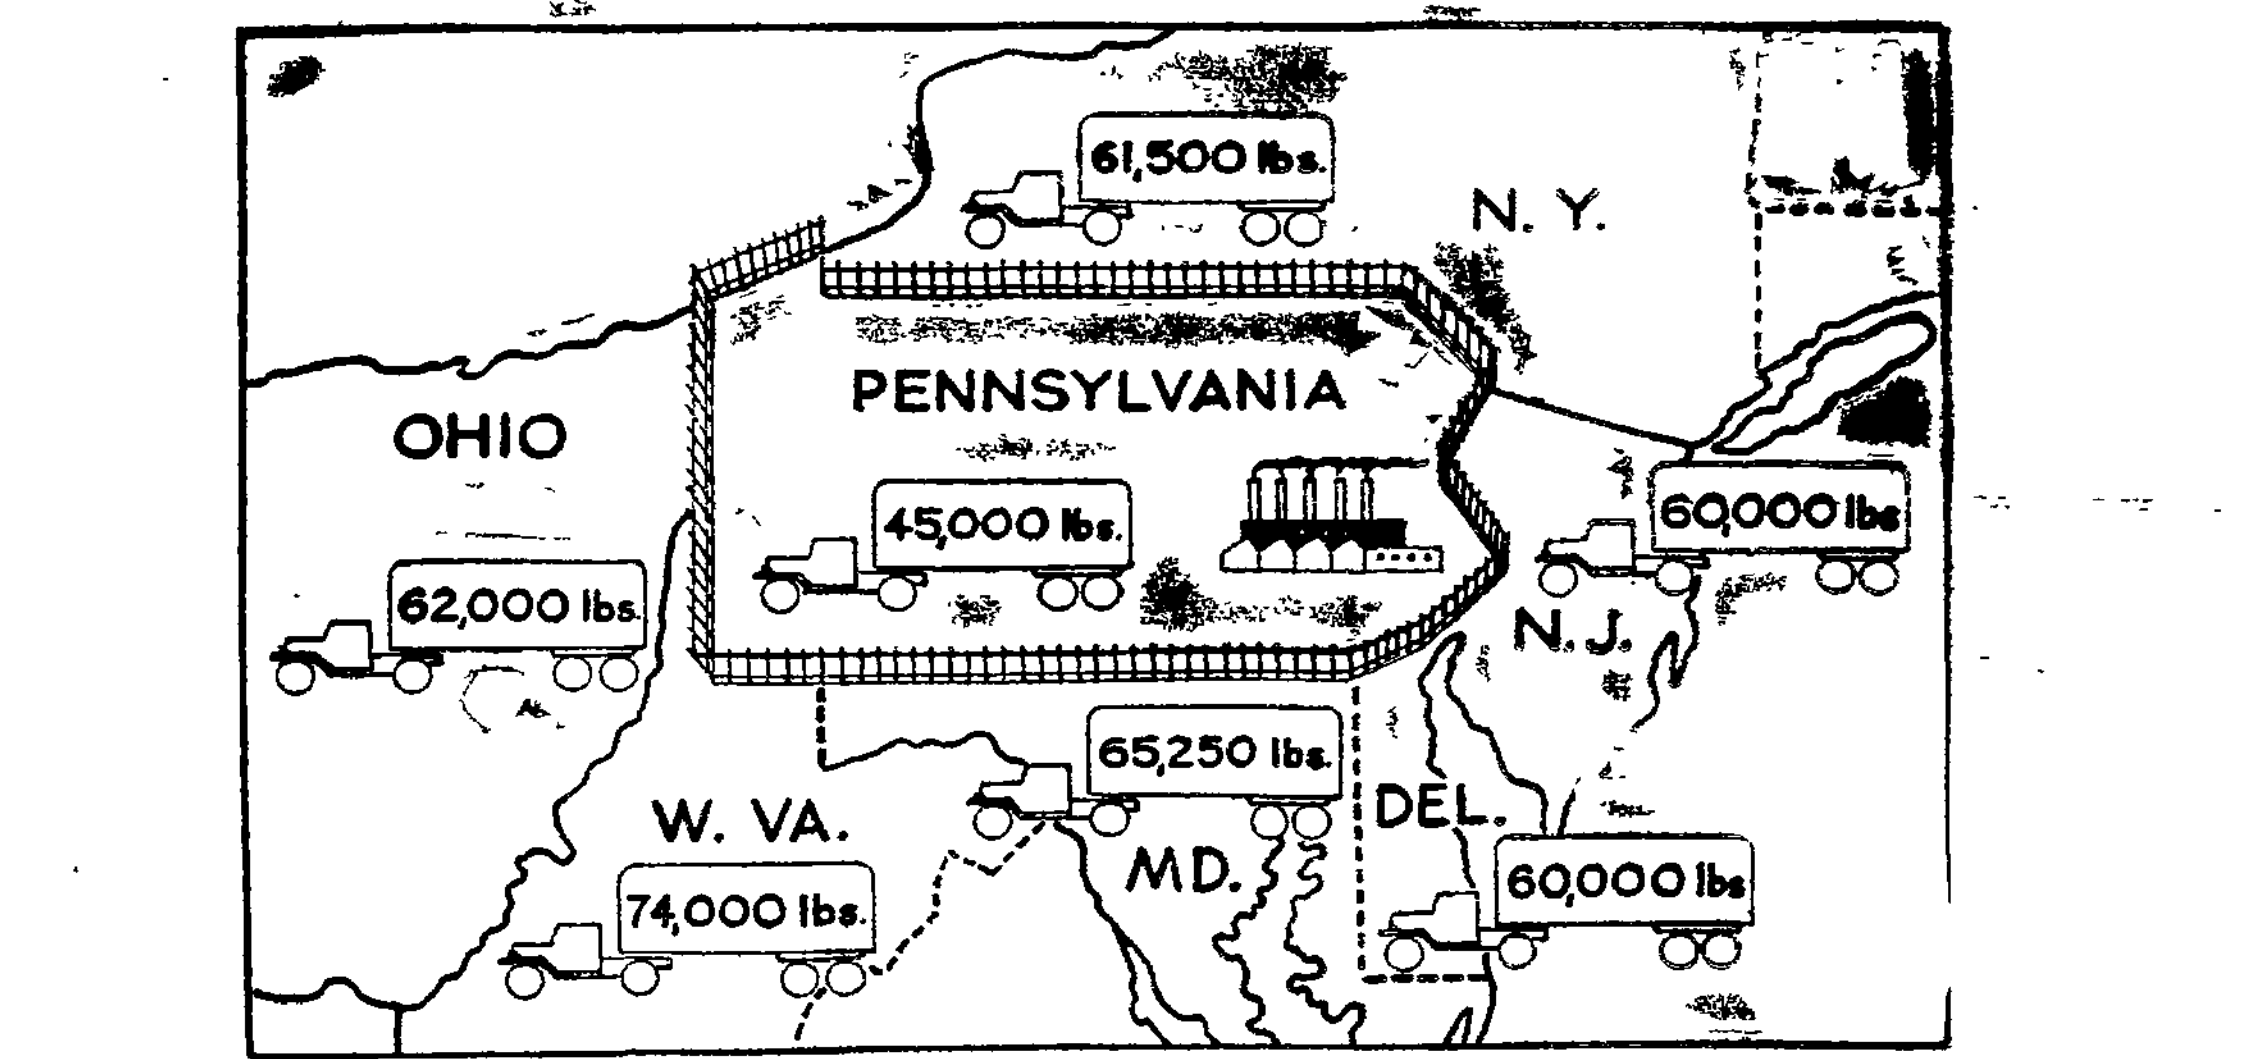 61,500 lbs.
N. Y.
PENNSYLVANIA
OHIO
45,000 lbs.
60,000 lbs
62,000 lbs.
N. J.
65,250 lbs.
DEL.
W. VA.
MD.
60,000 lbs
74,000 lbs.